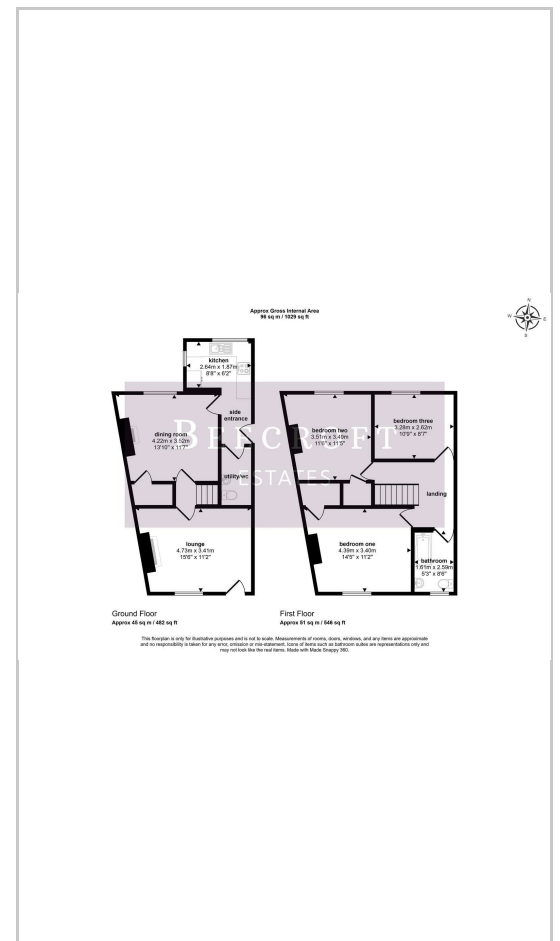 Approx Gross Internal Area
96 sq m / 1029 sq ft
N
W
E
S
kitchen
2.64m x 1.87m
8'8" x 6'2"
side
entrance
dining room
4.22m x 3.52m
13'10" x 11'7"
utility/wc
lounge
4.73m x 3.41m
15'6" x 11'2"
bedroom two
3.51m x 3.49m
11'6" x 11'5"
bedroom three
3.28m x 2.62m
10'9" x 8'7"
landing
bedroom one
4.39m x 3.40m
14'5" x 11'2"
bathroom
1.61m x 2.59m
5'3" x 8'6"
BEECROFT
ESTATES
Ground Floor
Approx 45 sq m / 482 sq ft
First Floor
Approx 51 sq m / 546 sq ft
This floorplan is only for illustrative purposes and is not to scale. Measurements of rooms, doors, windows, and any items are approximate
and no responsibility is taken for any error, omission or mis-statement. Icons of items such as bathroom suites are representations only and
may not look like the real items. Made with Made Snappy 360.